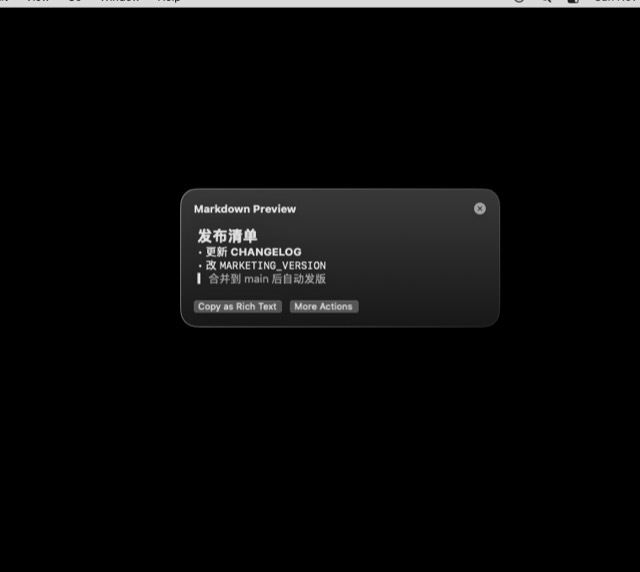 Markdown Preview
发布清单
• 更新 CHANGELOG
• 改 MARKETING_VERSION
合并到 main 后自动发版
Copy as Rich Text
More Actions